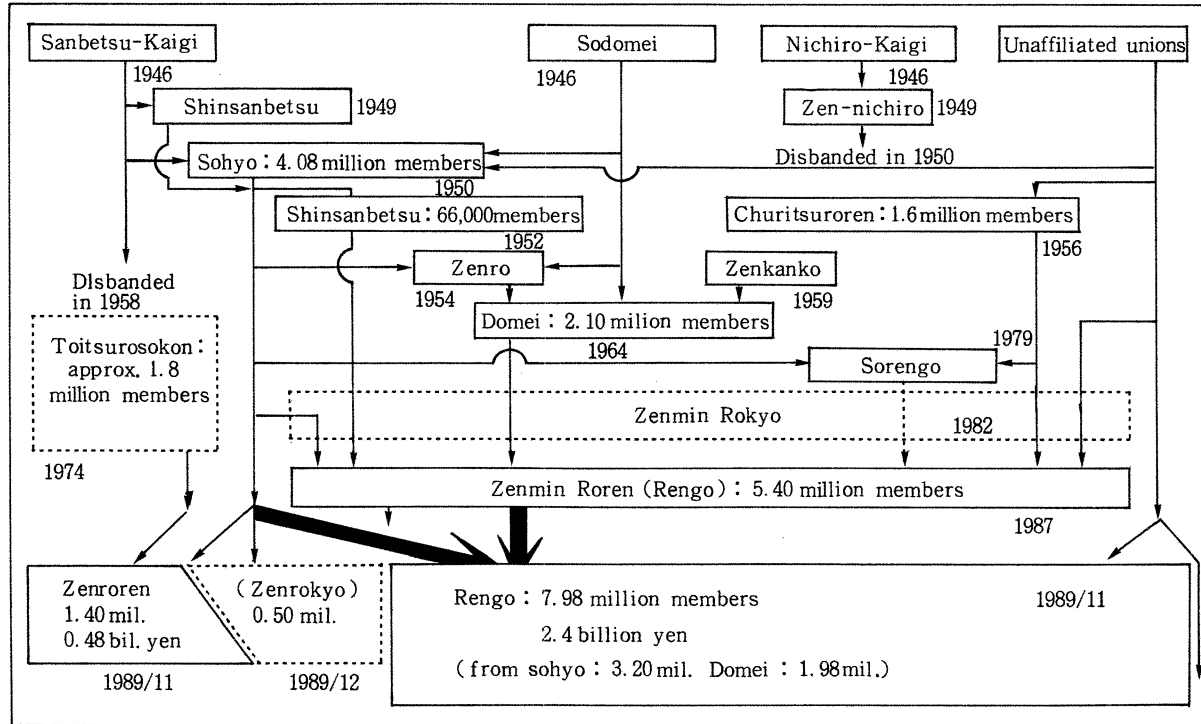 Sanbetsu-Kaigi
Sodomei
Nichiro-Kaigi
Unaffiliated unions
1946
1946
1946
Shinsanbetsu
1949
Zen-nichiro
1949
Sohyo : 4.08 million members
Disbanded in 1950
1950
Shinsanbetsu : 66,000members
Churitsuroren : 1.6 million members
1952
1956
Zenro
Zenkanko
DIsbanded
in 1958
1954
1959
Domei : 2.10 milion members
1964
Toitsurosokon :
approx. 1.8
million members
1979
Sorengo
Zenmin Rokyo
1982
1974
Zenmin Roren (Rengo) : 5.40 million members
1987
Zenroren
1.40 mil.
0.48 bil. yen
(Zenrokyo)
0.50 mil.
Rengo : 7.98 million members
1989/11
2.4 billion yen
(from sohyo : 3.20 mil. Domei : 1.98 mil.)
1989/11
1989/12